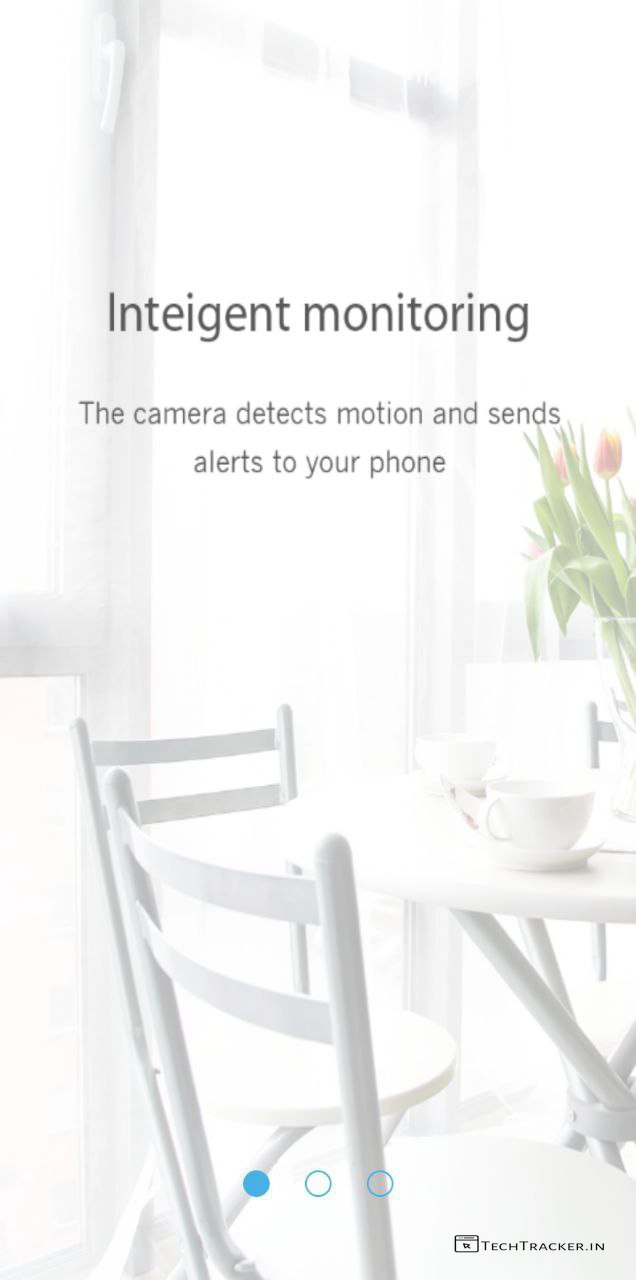 Inteigent monitoring
The camera detects motion and sends
alerts to your phone
TECHTRACKER.IN